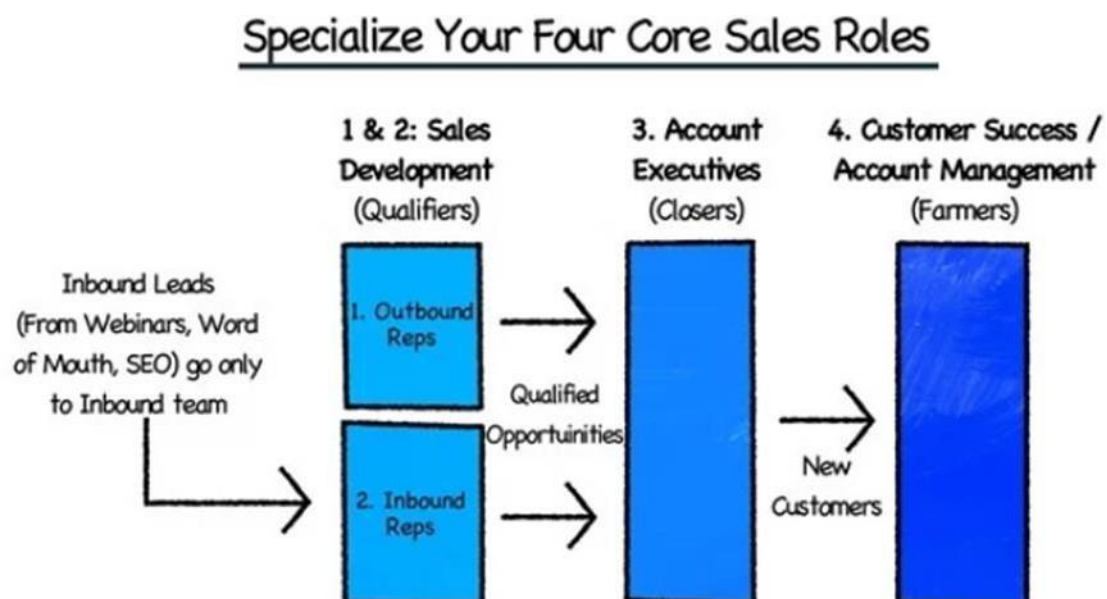 Specialize Your Four Core Sales Roles
1 & 2: Sales
Development
(Qualifiers)
3. Account
Executives
(Closers)
4. Customer Success /
Account Management
(Farmers)
Inbound Leads
(From Webinars, Word
of Mouth, SEO) go only
to Inbound team
1. Outbound
Reps
2. Inbound
Reps
Qualified
Opportuinities
New
Customers